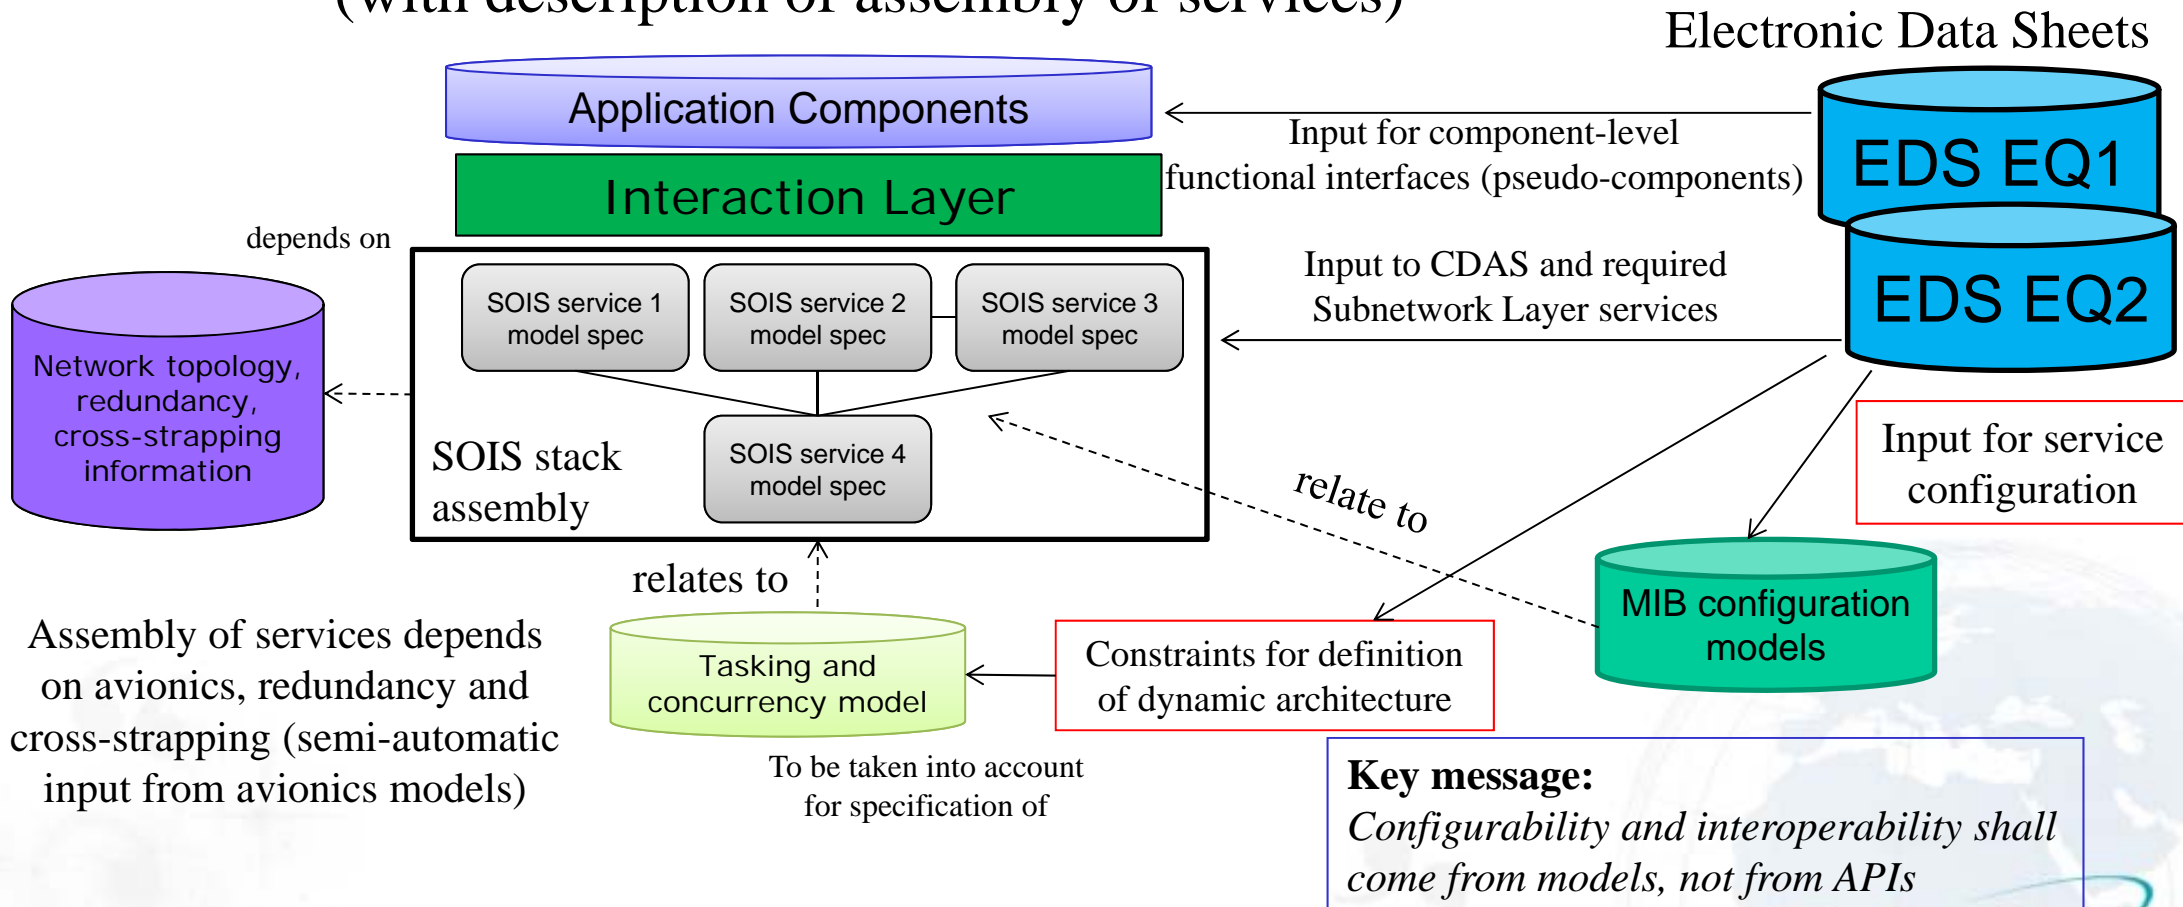 (with description of assembly of services)
Electronic Data Sheets
Application Components
Interaction Layer
EDS EQ1
EDS EQ2
Input for component-level
functional interfaces (pseudo-components)
depends on
Input to CDAS and required
Subnetwork Layer services
SOIS service 1
model spec
SOIS service 2
model spec
SOIS service 3
model spec
SOIS service 4
model spec
SOIS stack
assembly
Network topology,
redundancy,
cross-strapping
information
Input for service
configuration
relate to
relates to
MIB configuration
models
Assembly of services depends
on avionics, redundancy and
cross-strapping (semi-automatic
input from avionics models)
Tasking and
concurrency model
Constraints for definition
of dynamic architecture
To be taken into account
for specification of
Key message:
Configurability and interoperability shall
come from models, not from APIs